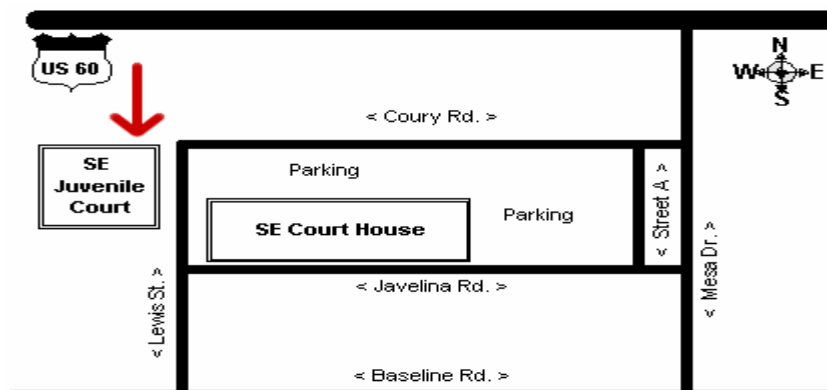 US 60
N
W E
S
< Coury Rd. >
SE
Juvenile
Court
Parking
Parking
SE Court House
< Street A >
< Mesa Dr. >
< Lewis St. >
< Javelina Rd. >
< Baseline Rd. >